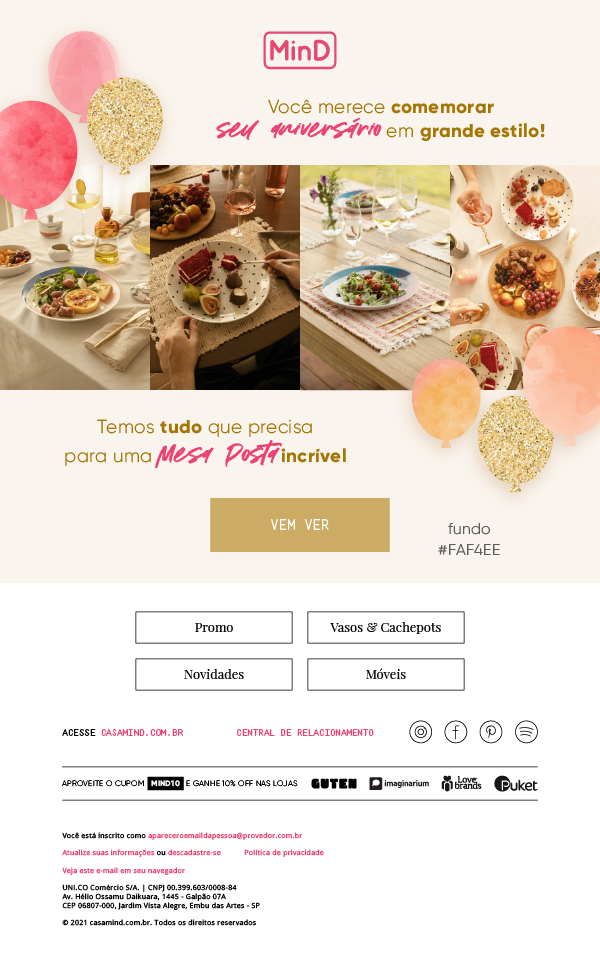 MinD
Você merece comemorar
seu aniversário em grande estilo!
Temos tudo que precisa
para uma Mesa Posta incrível
VEM VER
fundo
#FAF4EE
Promo
Vasos & Cachepots
Novidades
Móveis
ACESSE CASAMIND.COM.BR
CENTRAL DE RELACIONAMENTO
APROVEITE O CUPOM MIND10 E GANHE 10% OFF NAS LOJAS
GUTEN
imaginarium
Love brands
Puket
Você está inscrito como apareceroemaildapessoa@provedor.com.br
Atualize suas informações ou descadastre-se
Política de privacidade
Veja este e-mail em seu navegador
UNI.CO Comércio S/A. | CNPJ 00.399.603/0008-84
Av. Hélio Ossamu Daikuara, 1445 - Galpão 07A
CEP 06807-000, Jardim Vista Alegre, Embu das Artes - SP
© 2021 casamind.com.br. Todos os direitos reservados